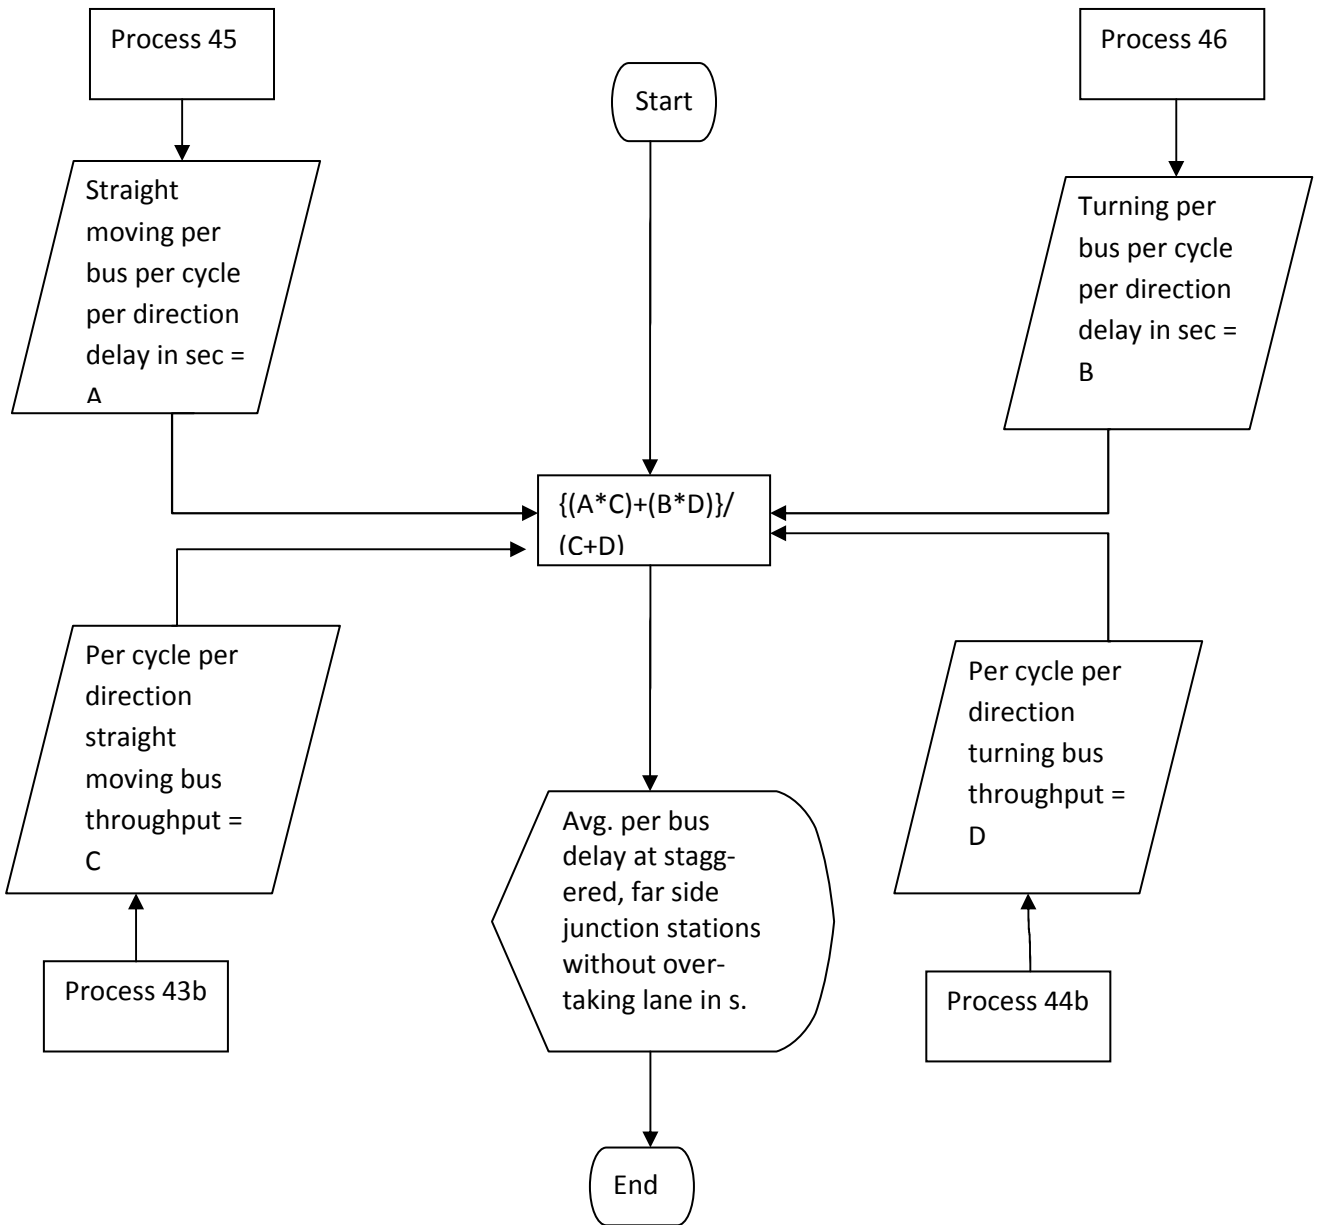 Process 45
Process 46
Start
Straight
moving per
bus per cycle
per direction
delay in sec =
A
Turning per
bus per cycle
per direction
delay in sec =
B
{(A*C)+(B*D)}/
(C+D)
Per cycle per
direction
straight
moving bus
throughput =
C
Per cycle per
direction
turning bus
throughput =
D
Avg. per bus
delay at stagg-
ered, far side
junction stations
without over-
taking lane in s.
Process 43b
Process 44b
End